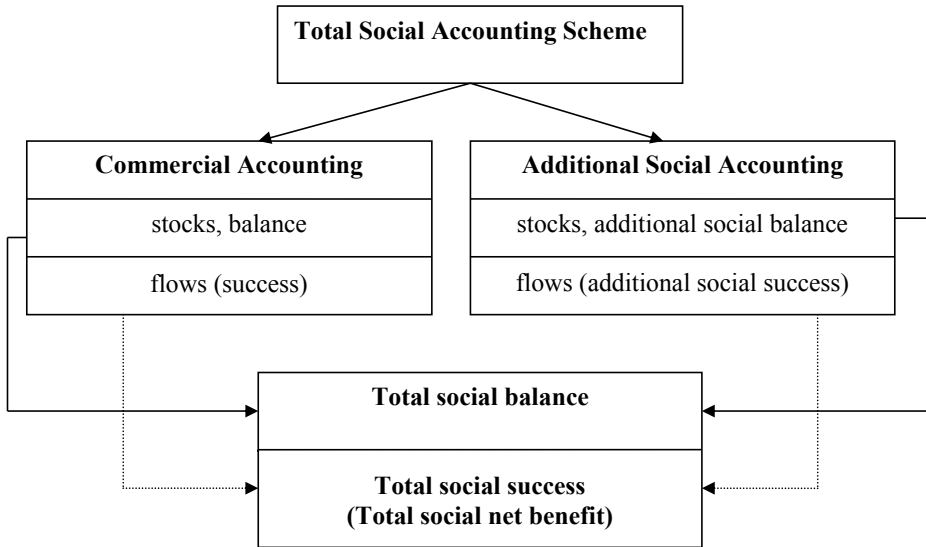 Total Social Accounting Scheme
Commercial Accounting
stocks, balance
flows (success)
Additional Social Accounting
stocks, additional social balance
flows (additional social success)
Total social balance
Total social success
(Total social net benefit)